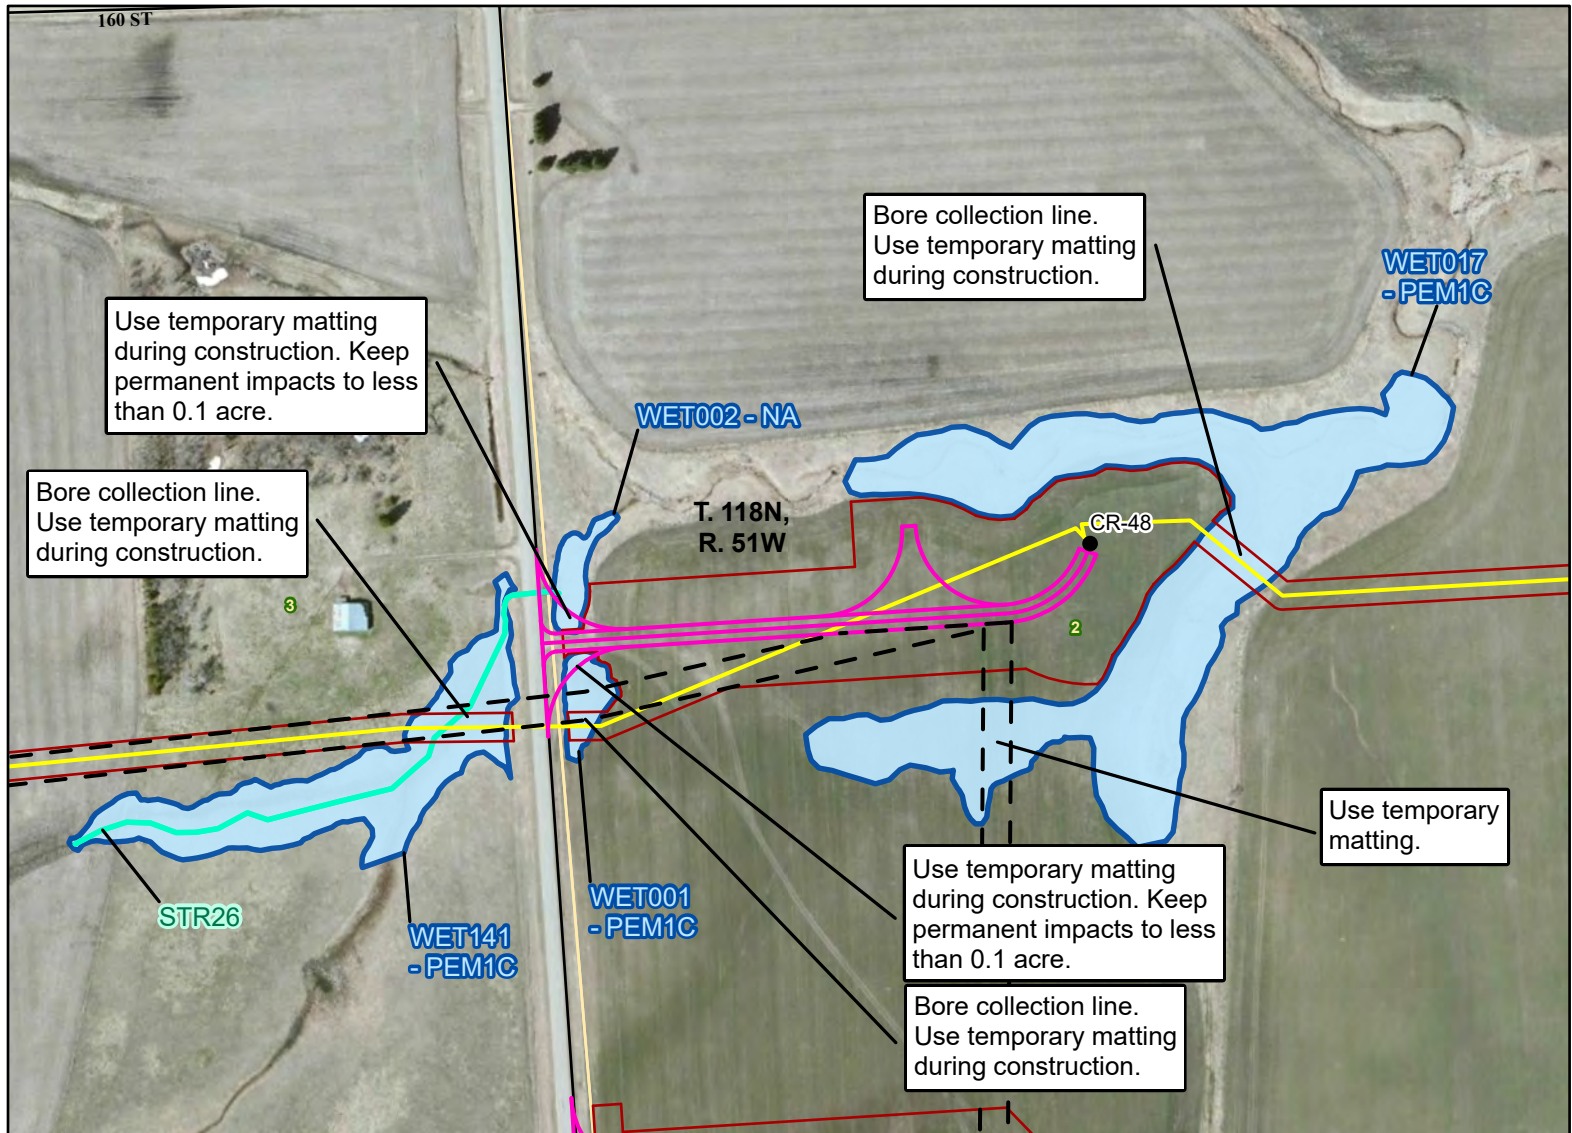 160 ST
Bore collection line.
Use temporary matting
during construction.
WET017
- PEM1C
Use temporary matting
during construction. Keep
permanent impacts to less
than 0.1 acre.
WET002 - NA
Bore collection line.
Use temporary matting
during construction.
T. 118N,
R. 51W
CR-48
3
2
Use temporary
matting.
Use temporary matting
during construction. Keep
permanent impacts to less
than 0.1 acre.
WET001
- PEM1C
STR26
WET141
- PEM1C
Bore collection line.
Use temporary matting
during construction.